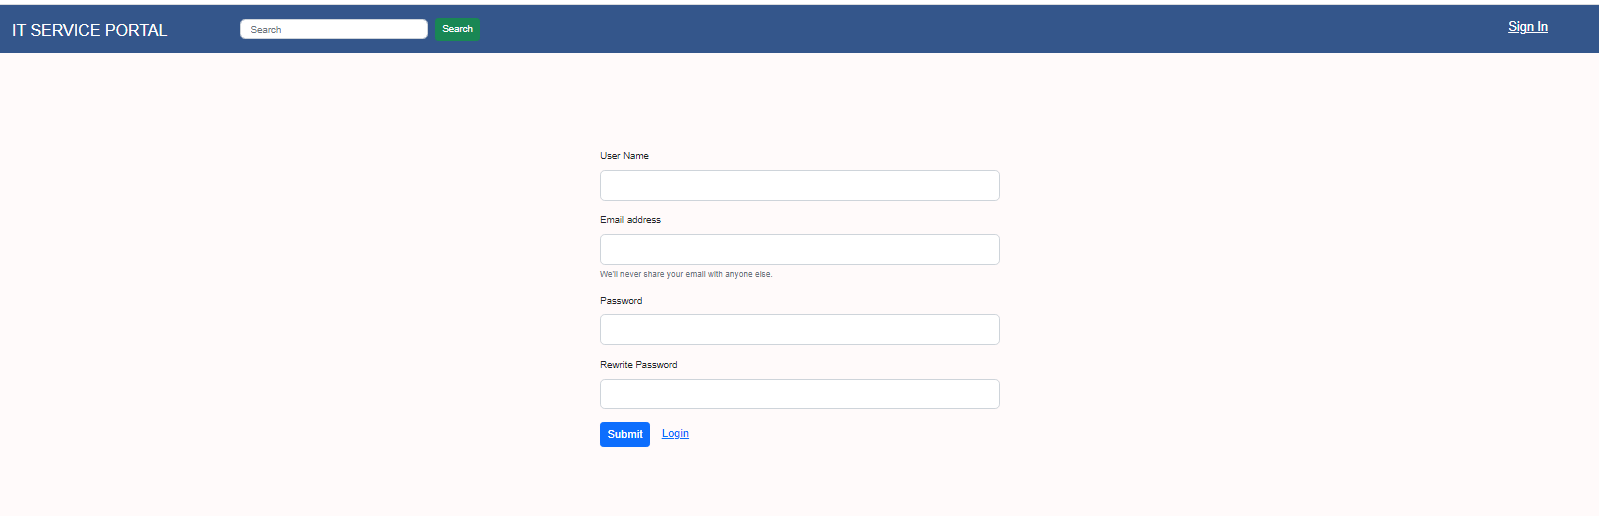 IT SERVICE PORTAL Search Search Sign In
User Name
Email address
We'll never share your email with anyone else.
Password
Rewrite Password
Submit Login